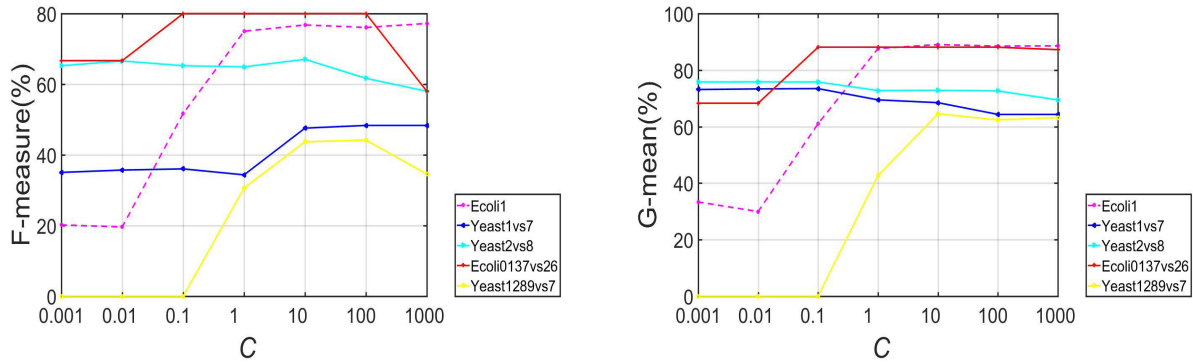 F-measure(%)
80
60
40
20
0
0.001 0.01 0.1 1 10 100 1000
C
Ecoli1
Yeast1vs7
Yeast2vs8
Ecoli0137vs26
Yeast1289vs7
G-mean(%)
100
80
60
40
20
0
0.001 0.01 0.1 1 10 100 1000
C
Ecoli1
Yeast1vs7
Yeast2vs8
Ecoli0137vs26
Yeast1289vs7